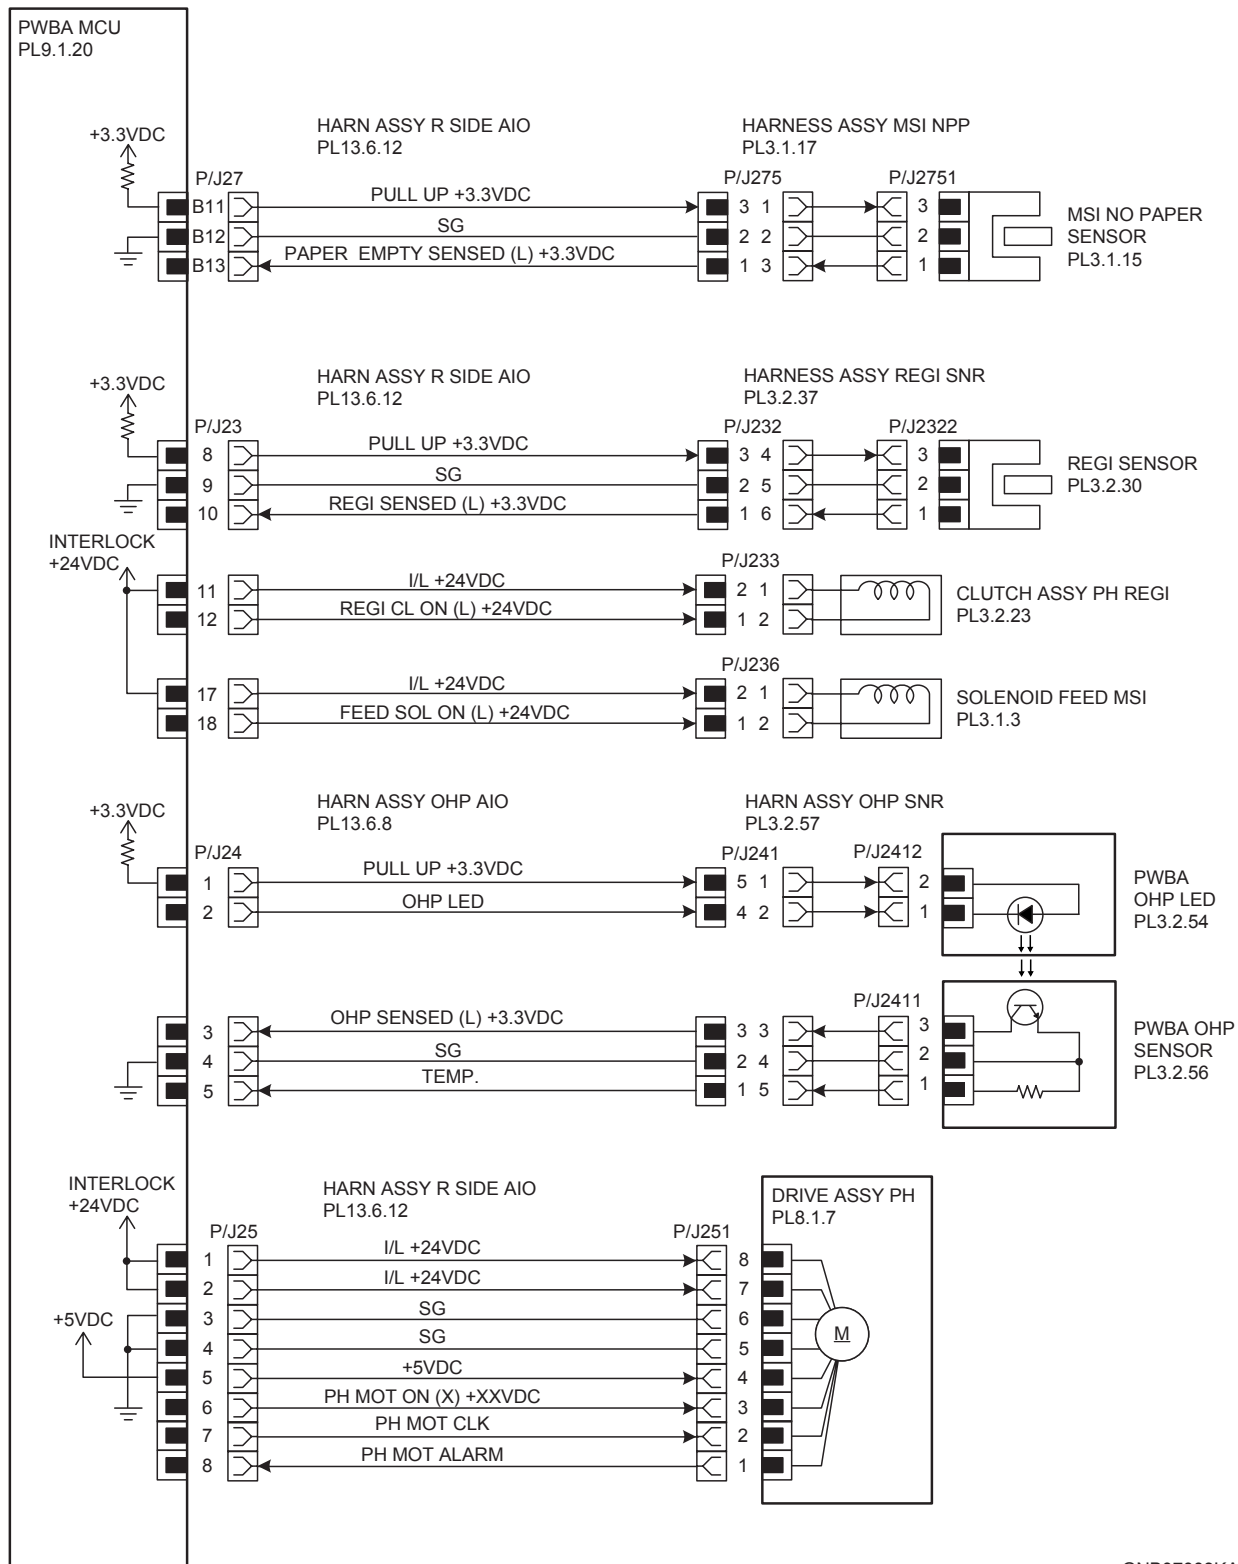 PWBA MCU
PL9.1.20
+3.3VDC
HARN ASSY R SIDE AIO
PL13.6.12
HARNESS ASSY MSI NPP
PL3.1.17
P/J27
P/J275
P/J2751
B11
PULL UP +3.3VDC
3 1
3
B12
SG
2 2
2
B13
PAPER EMPTY SENSED (L) +3.3VDC
1 3
1
MSI NO PAPER
SENSOR
PL3.1.15
+3.3VDC
HARN ASSY R SIDE AIO
PL13.6.12
HARNESS ASSY REGI SNR
PL3.2.37
P/J23
P/J232
P/J2322
8
PULL UP +3.3VDC
3 4
3
9
SG
2 5
2
10
REGI SENSED (L) +3.3VDC
1 6
1
REGI SENSOR
PL3.2.30
INTERLOCK
+24VDC
P/J233
11
I/L +24VDC
2 1
12
REGI CL ON (L) +24VDC
1 2
CLUTCH ASSY PH REGI
PL3.2.23
P/J236
17
I/L +24VDC
2 1
18
FEED SOL ON (L) +24VDC
1 2
SOLENOID FEED MSI
PL3.1.3
+3.3VDC
HARN ASSY OHP AIO
PL13.6.8
HARN ASSY OHP SNR
PL3.2.57
P/J24
P/J241
P/J2412
1
PULL UP +3.3VDC
5 1
2
2
OHP LED
4 2
1
PWBA
OHP LED
PL3.2.54
P/J2411
3
OHP SENSED (L) +3.3VDC
3 3
3
4
SG
2 4
2
5
TEMP.
1 5
1
PWBA OHP
SENSOR
PL3.2.56
INTERLOCK
+24VDC
HARN ASSY R SIDE AIO
PL13.6.12
DRIVE ASSY PH
PL8.1.7
P/J25
P/J251
1
I/L +24VDC
8
2
I/L +24VDC
7
+5VDC
3
SG
6
4
SG
5
M
5
+5VDC
4
6
PH MOT ON (X) +XXVDC
3
7
PH MOT CLK
2
8
PH MOT ALARM
1